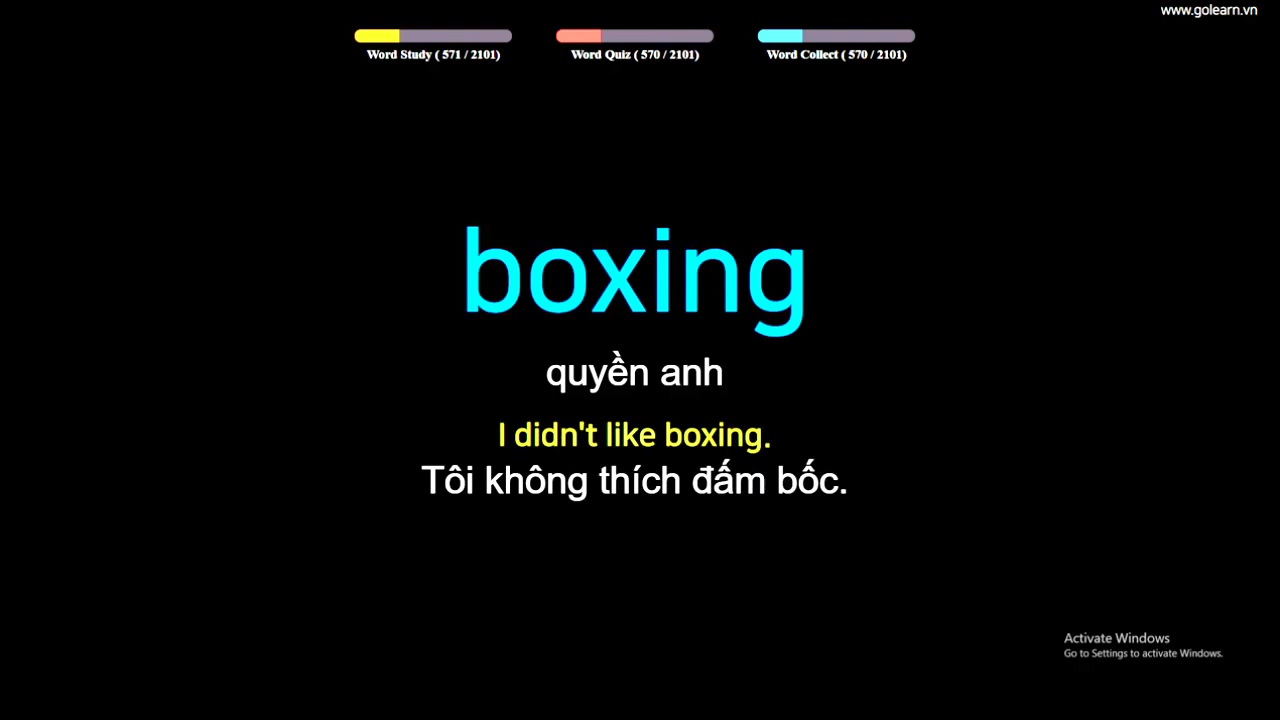 www.golearn.vn
Word Study ( 571 / 2101)
Word Quiz ( 570 / 2101)
Word Collect ( 570 / 2101)
boxing
quyền anh
I didn't like boxing.
Tôi không thích đấm bốc.
Activate Windows
Go to Settings to activate Windows.